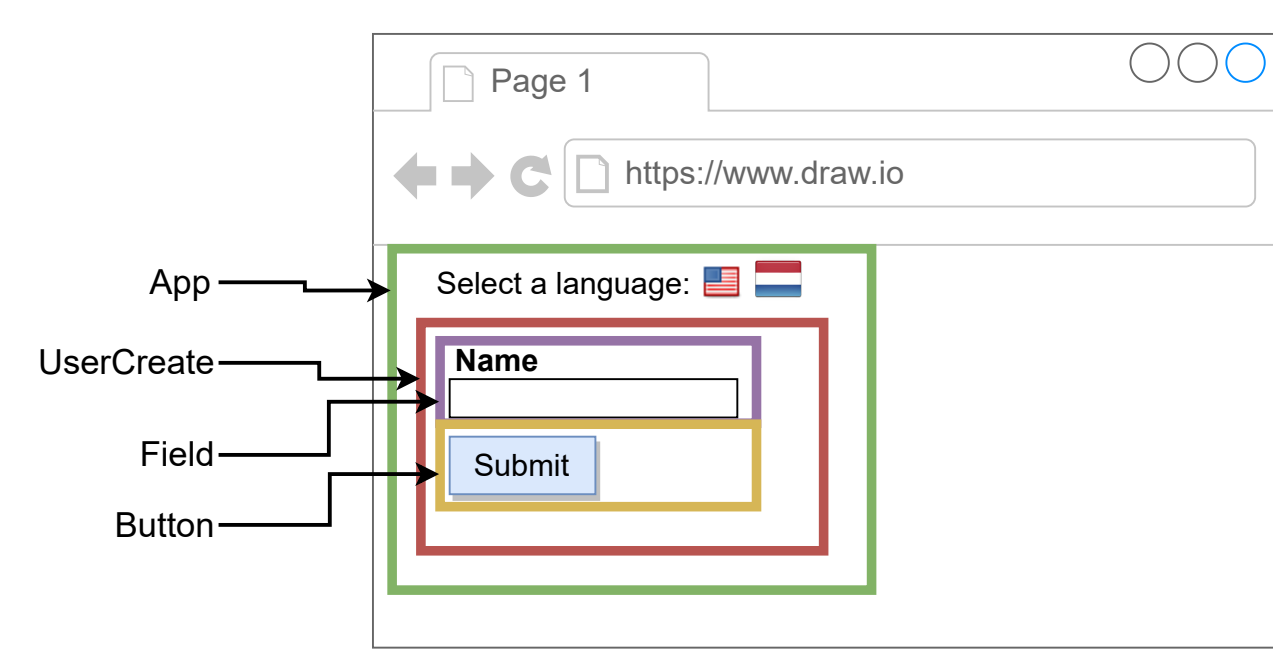 Page 1
https://www.draw.io
App
Select a language:
UserCreate
Name
Field
Submit
Button